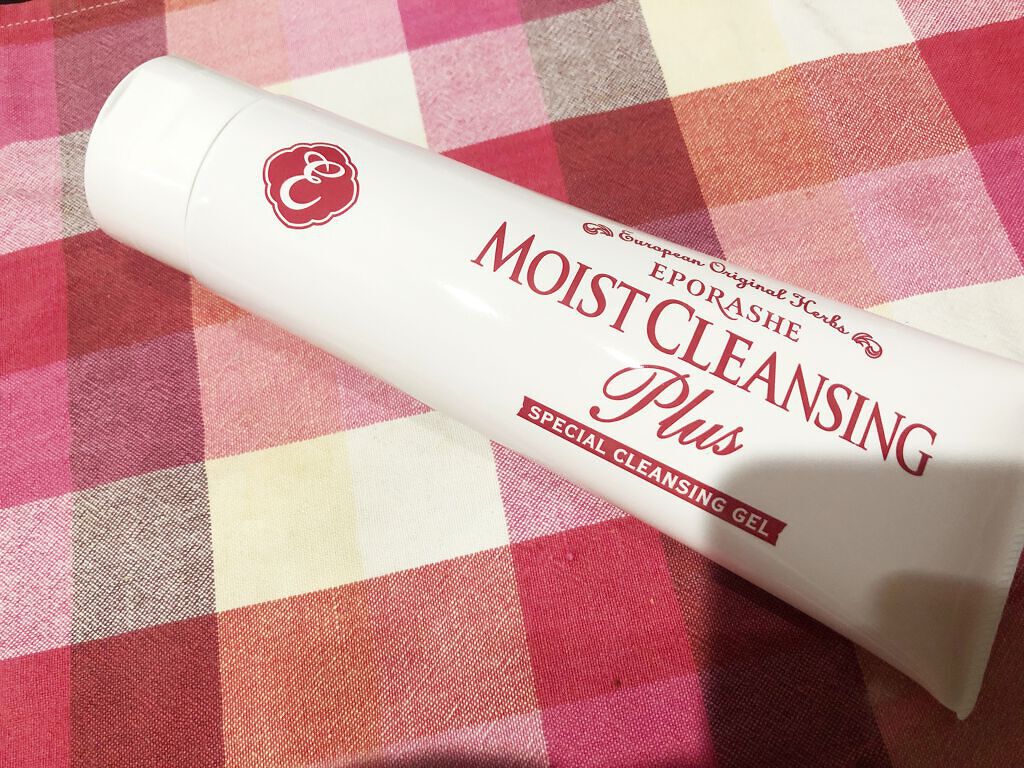 E
European Original Herbs
EPORASHE
MOIST CLEANSING
Plus
SPECIAL CLEANSING GEL